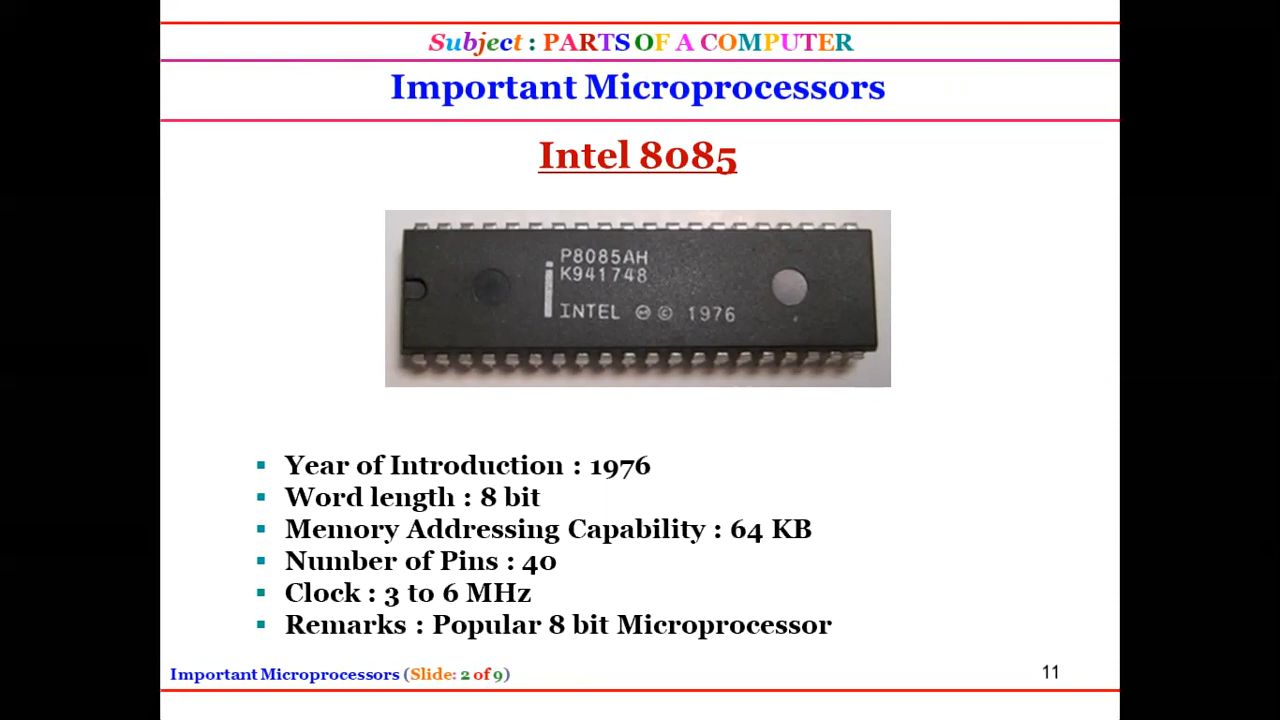 Subject : PARTS OF A COMPUTER
Important Microprocessors
Intel 8085
P8085AH
K941748
INTEL Ⓜ © 1976
Year of Introduction : 1976
Word length : 8 bit
Memory Addressing Capability : 64 KB
Number of Pins : 40
Clock : 3 to 6 MHz
Remarks : Popular 8 bit Microprocessor
Important Microprocessors (Slide: 2 of 9)
11